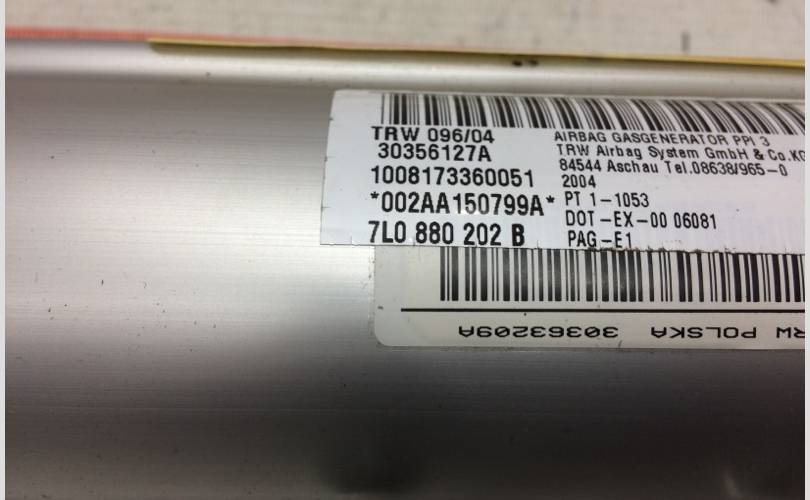 TRW 096/04
30356127A
1008173360051
*002AA150799A*
7L0 880 202 B
AIRBAG GASGENERATOR PPI 3
TRW Airbag System GmbH & Co.KG
84544 Aschau Tel.08638/965-0
2004
PT 1-1053
DOT-EX-00 06081
PAG-E1
RW POLSKA 30363209A